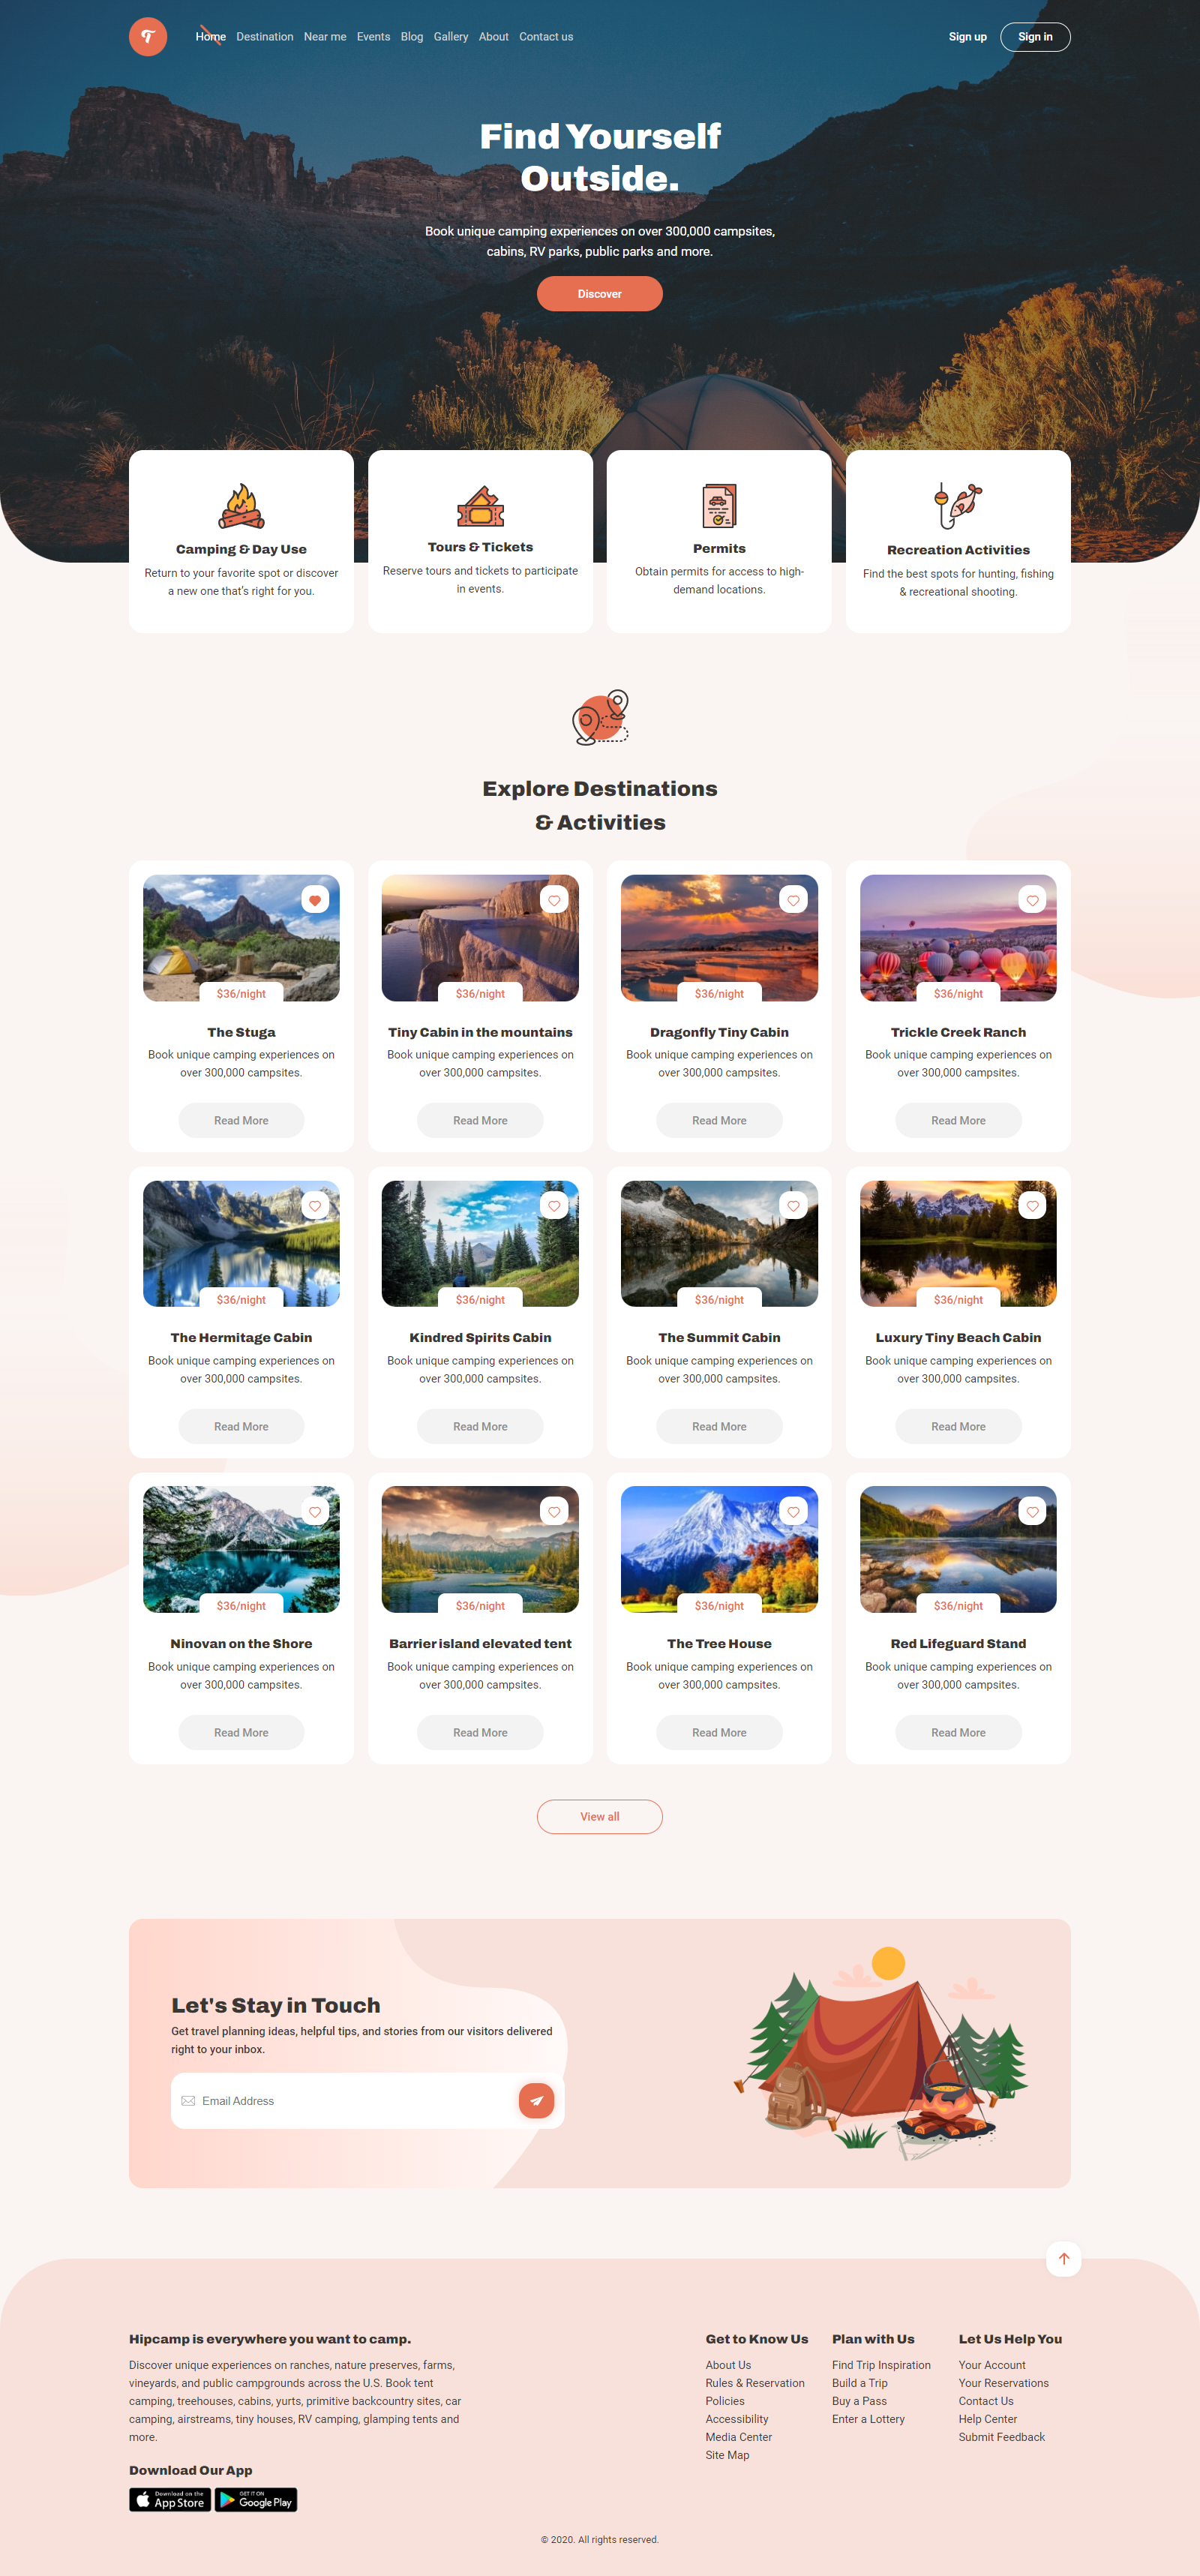 T
Home Destination Near me Events Blog Gallery About Contact us Sign up Sign in
Find Yourself
Outside.
Book unique camping experiences on over 300,000 campsites,
cabins, RV parks, public parks and more.
Discover
Camping & Day Use
Return to your favorite spot or discover
a new one that's right for you.
Tours & Tickets
Reserve tours and tickets to participate
in events.
Permits
Obtain permits for access to high-
demand locations.
Recreation Activities
Find the best spots for hunting, fishing
& recreational shooting.
Explore Destinations
& Activities
$36/night
The Stuga
Book unique camping experiences on
over 300,000 campsites.
Read More
$36/night
Tiny Cabin in the mountains
Book unique camping experiences on
over 300,000 campsites.
Read More
$36/night
Dragonfly Tiny Cabin
Book unique camping experiences on
over 300,000 campsites.
Read More
$36/night
Trickle Creek Ranch
Book unique camping experiences on
over 300,000 campsites.
Read More
$36/night
The Hermitage Cabin
Book unique camping experiences on
over 300,000 campsites.
Read More
$36/night
Kindred Spirits Cabin
Book unique camping experiences on
over 300,000 campsites.
Read More
$36/night
The Summit Cabin
Book unique camping experiences on
over 300,000 campsites.
Read More
$36/night
Luxury Tiny Beach Cabin
Book unique camping experiences on
over 300,000 campsites.
Read More
$36/night
Ninovan on the Shore
Book unique camping experiences on
over 300,000 campsites.
Read More
$36/night
Barrier island elevated tent
Book unique camping experiences on
over 300,000 campsites.
Read More
$36/night
The Tree House
Book unique camping experiences on
over 300,000 campsites.
Read More
$36/night
Red Lifeguard Stand
Book unique camping experiences on
over 300,000 campsites.
Read More
View all
Let's Stay in Touch
Get travel planning ideas, helpful tips, and stories from our visitors delivered
right to your inbox.
Email Address
Hipcamp is everywhere you want to camp.
Discover unique experiences on ranches, nature preserves, farms,
vineyards, and public campgrounds across the U.S. Book tent
camping, treehouses, cabins, yurts, primitive backcountry sites, car
camping, airstreams, tiny houses, RV camping, glamping tents and
more.
Download Our App
Download on the
App Store
GET IT ON
Google Play
Get to Know Us
About Us
Rules & Reservation
Policies
Accessibility
Media Center
Site Map
Plan with Us
Find Trip Inspiration
Build a Trip
Buy a Pass
Enter a Lottery
Let Us Help You
Your Account
Your Reservations
Contact Us
Help Center
Submit Feedback
© 2020. All rights reserved.